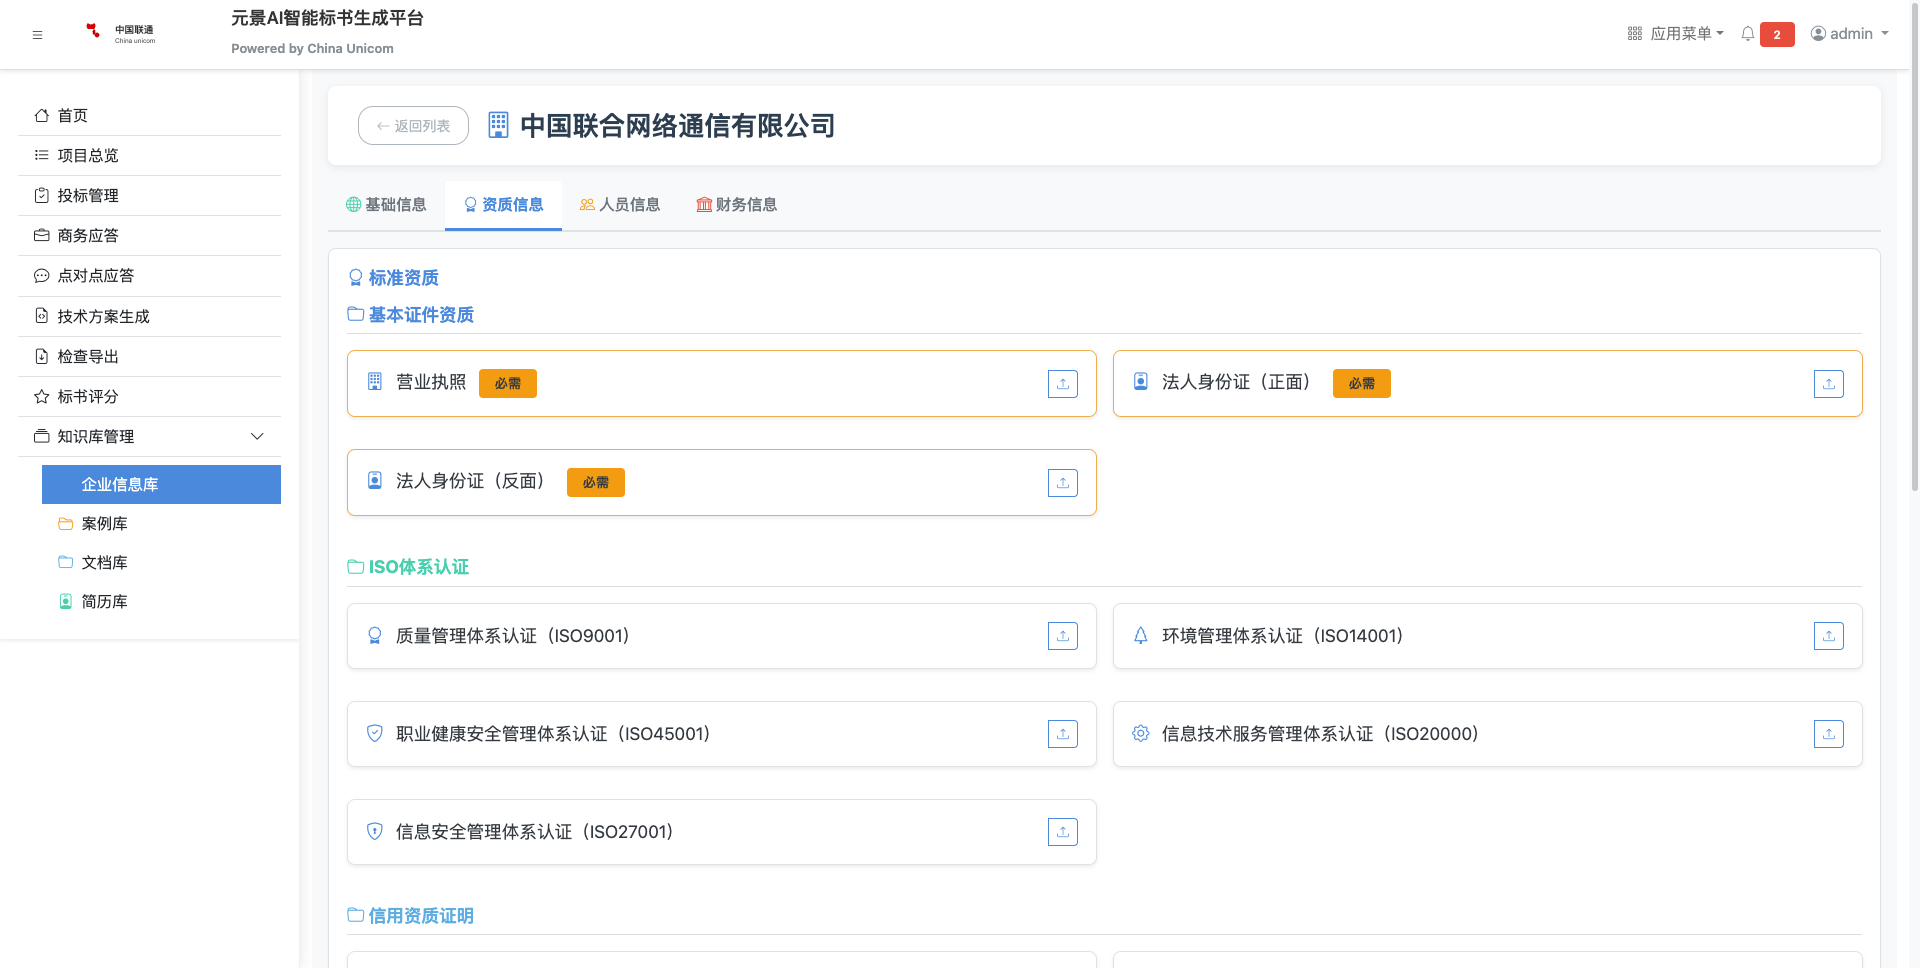 中国联通
China unicom
元景AI智能标书生成平台
Powered by China Unicom
应用菜单
2
admin
首页
项目总览
投标管理
商务应答
点对点应答
技术方案生成
检查导出
标书评分
知识库管理
企业信息库
案例库
文档库
简历库
← 返回列表
中国联合网络通信有限公司
基础信息
资质信息
人员信息
财务信息
标准资质
基本证件资质
营业执照 必需
法人身份证（正面） 必需
法人身份证（反面） 必需
ISO体系认证
质量管理体系认证（ISO9001）
环境管理体系认证（ISO14001）
职业健康安全管理体系认证（ISO45001）
信息技术服务管理体系认证（ISO20000）
信息安全管理体系认证（ISO27001）
信用资质证明